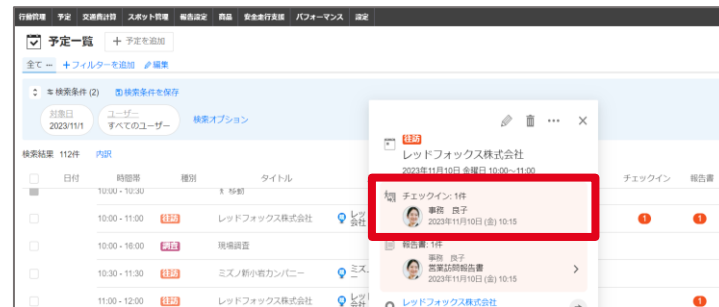 行動管理 予定 交通費計算 スポット管理 報告設定 商品 安全走行支援 パフォーマンス 設定
予定一覧 + 予定を追加
全て ... +フィルターを追加 編集
検索条件 (2) 検索条件を保存
対象日
2023/11/1
ユーザー
すべてのユーザー
検索オプション
検索結果 112件 内訳
日付 時間帯 種別 タイトル チェックイン 報告書
10:00 - 10:30 移動
10:00 - 11:00 往訪 レッドフォックス株式会社 レッ
会社
1 1
10:00 - 16:00 調査 現場調査
10:30 - 11:30 往訪 ミズノ新小岩カンパニー ミズ
ー
11:00 - 12:00 往訪 レッドフォックス株式会社 レッ
会社
1
往訪
レッドフォックス株式会社
2023年11月10日 金曜日 10:00~11:00
チェックイン: 1件
事務 良子
2023年11月10日 (金) 10:15
報告書: 1件
事務 良子
営業訪問報告書
2023年11月10日 (金) 10:15
レッドフォックス株式会社